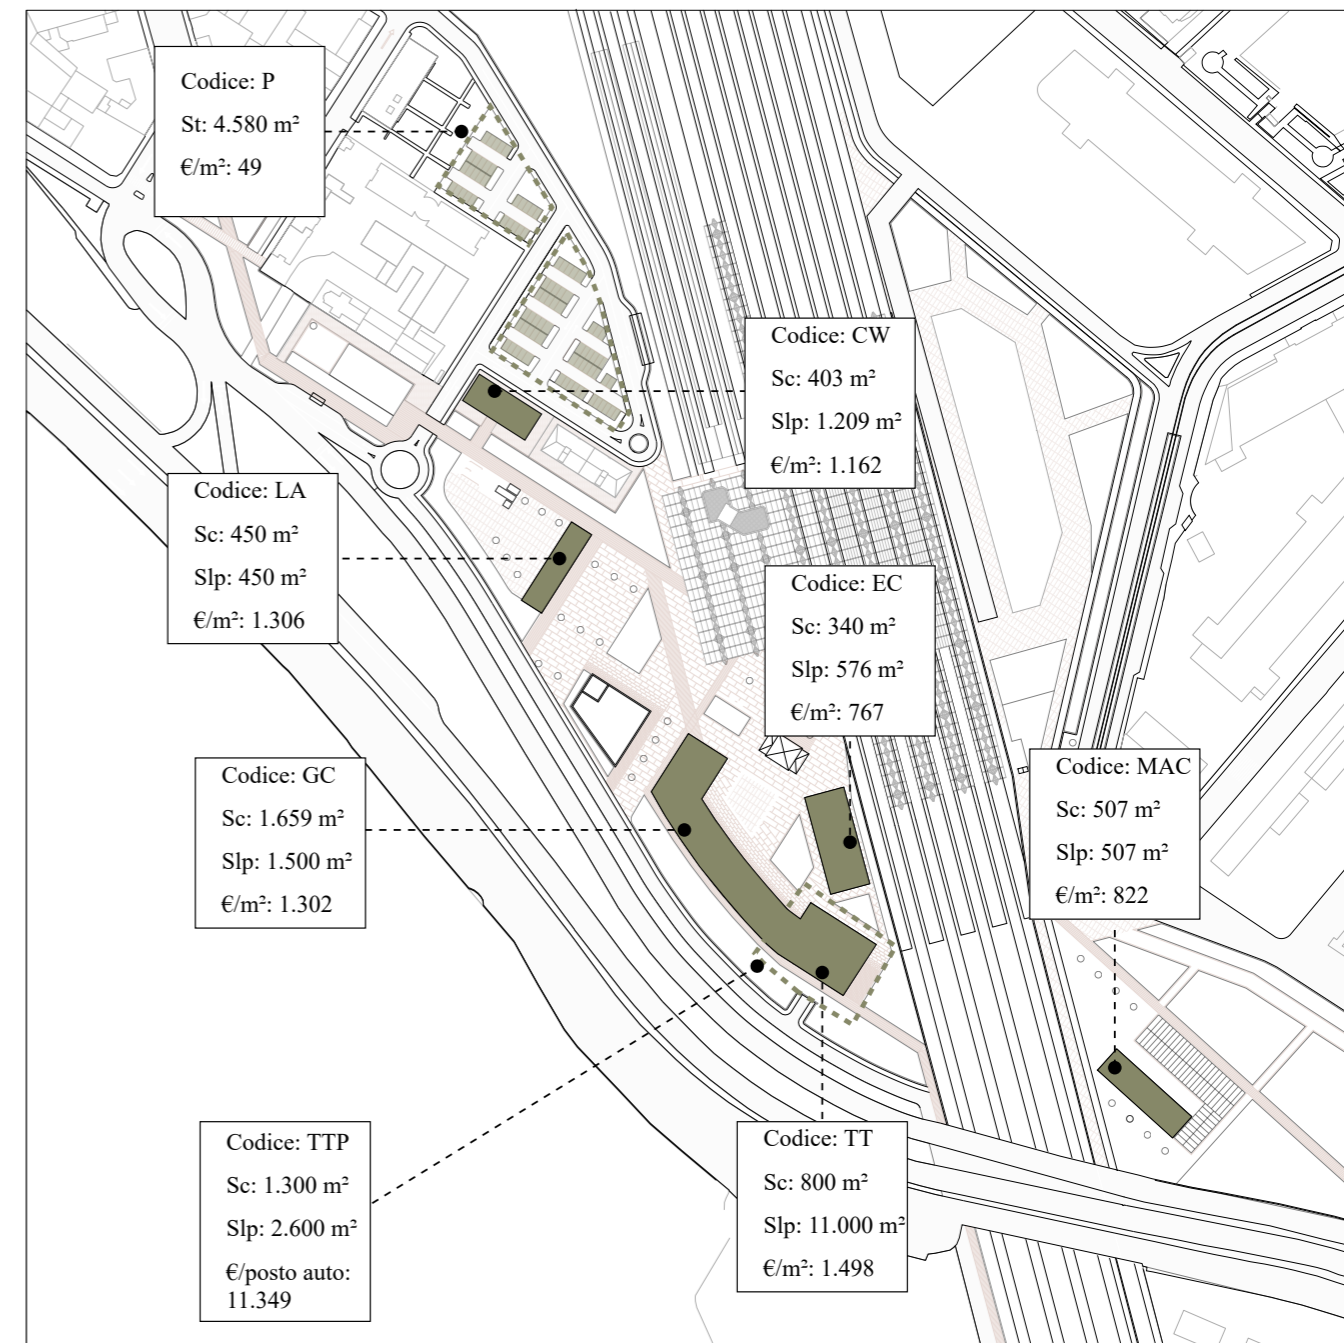 Codice: P
St: 4.580 m²
€/m²: 49
Codice: CW
Sc: 403 m²
Slp: 1.209 m²
€/m²: 1.162
Codice: LA
Sc: 450 m²
Slp: 450 m²
€/m²: 1.306
Codice: EC
Sc: 340 m²
Slp: 576 m²
€/m²: 767
Codice: GC
Sc: 1.659 m²
Slp: 1.500 m²
€/m²: 1.302
Codice: MAC
Sc: 507 m²
Slp: 507 m²
€/m²: 822
Codice: TTP
Sc: 1.300 m²
Slp: 2.600 m²
€/posto auto:
11.349
Codice: TT
Sc: 800 m²
Slp: 11.000 m²
€/m²: 1.498